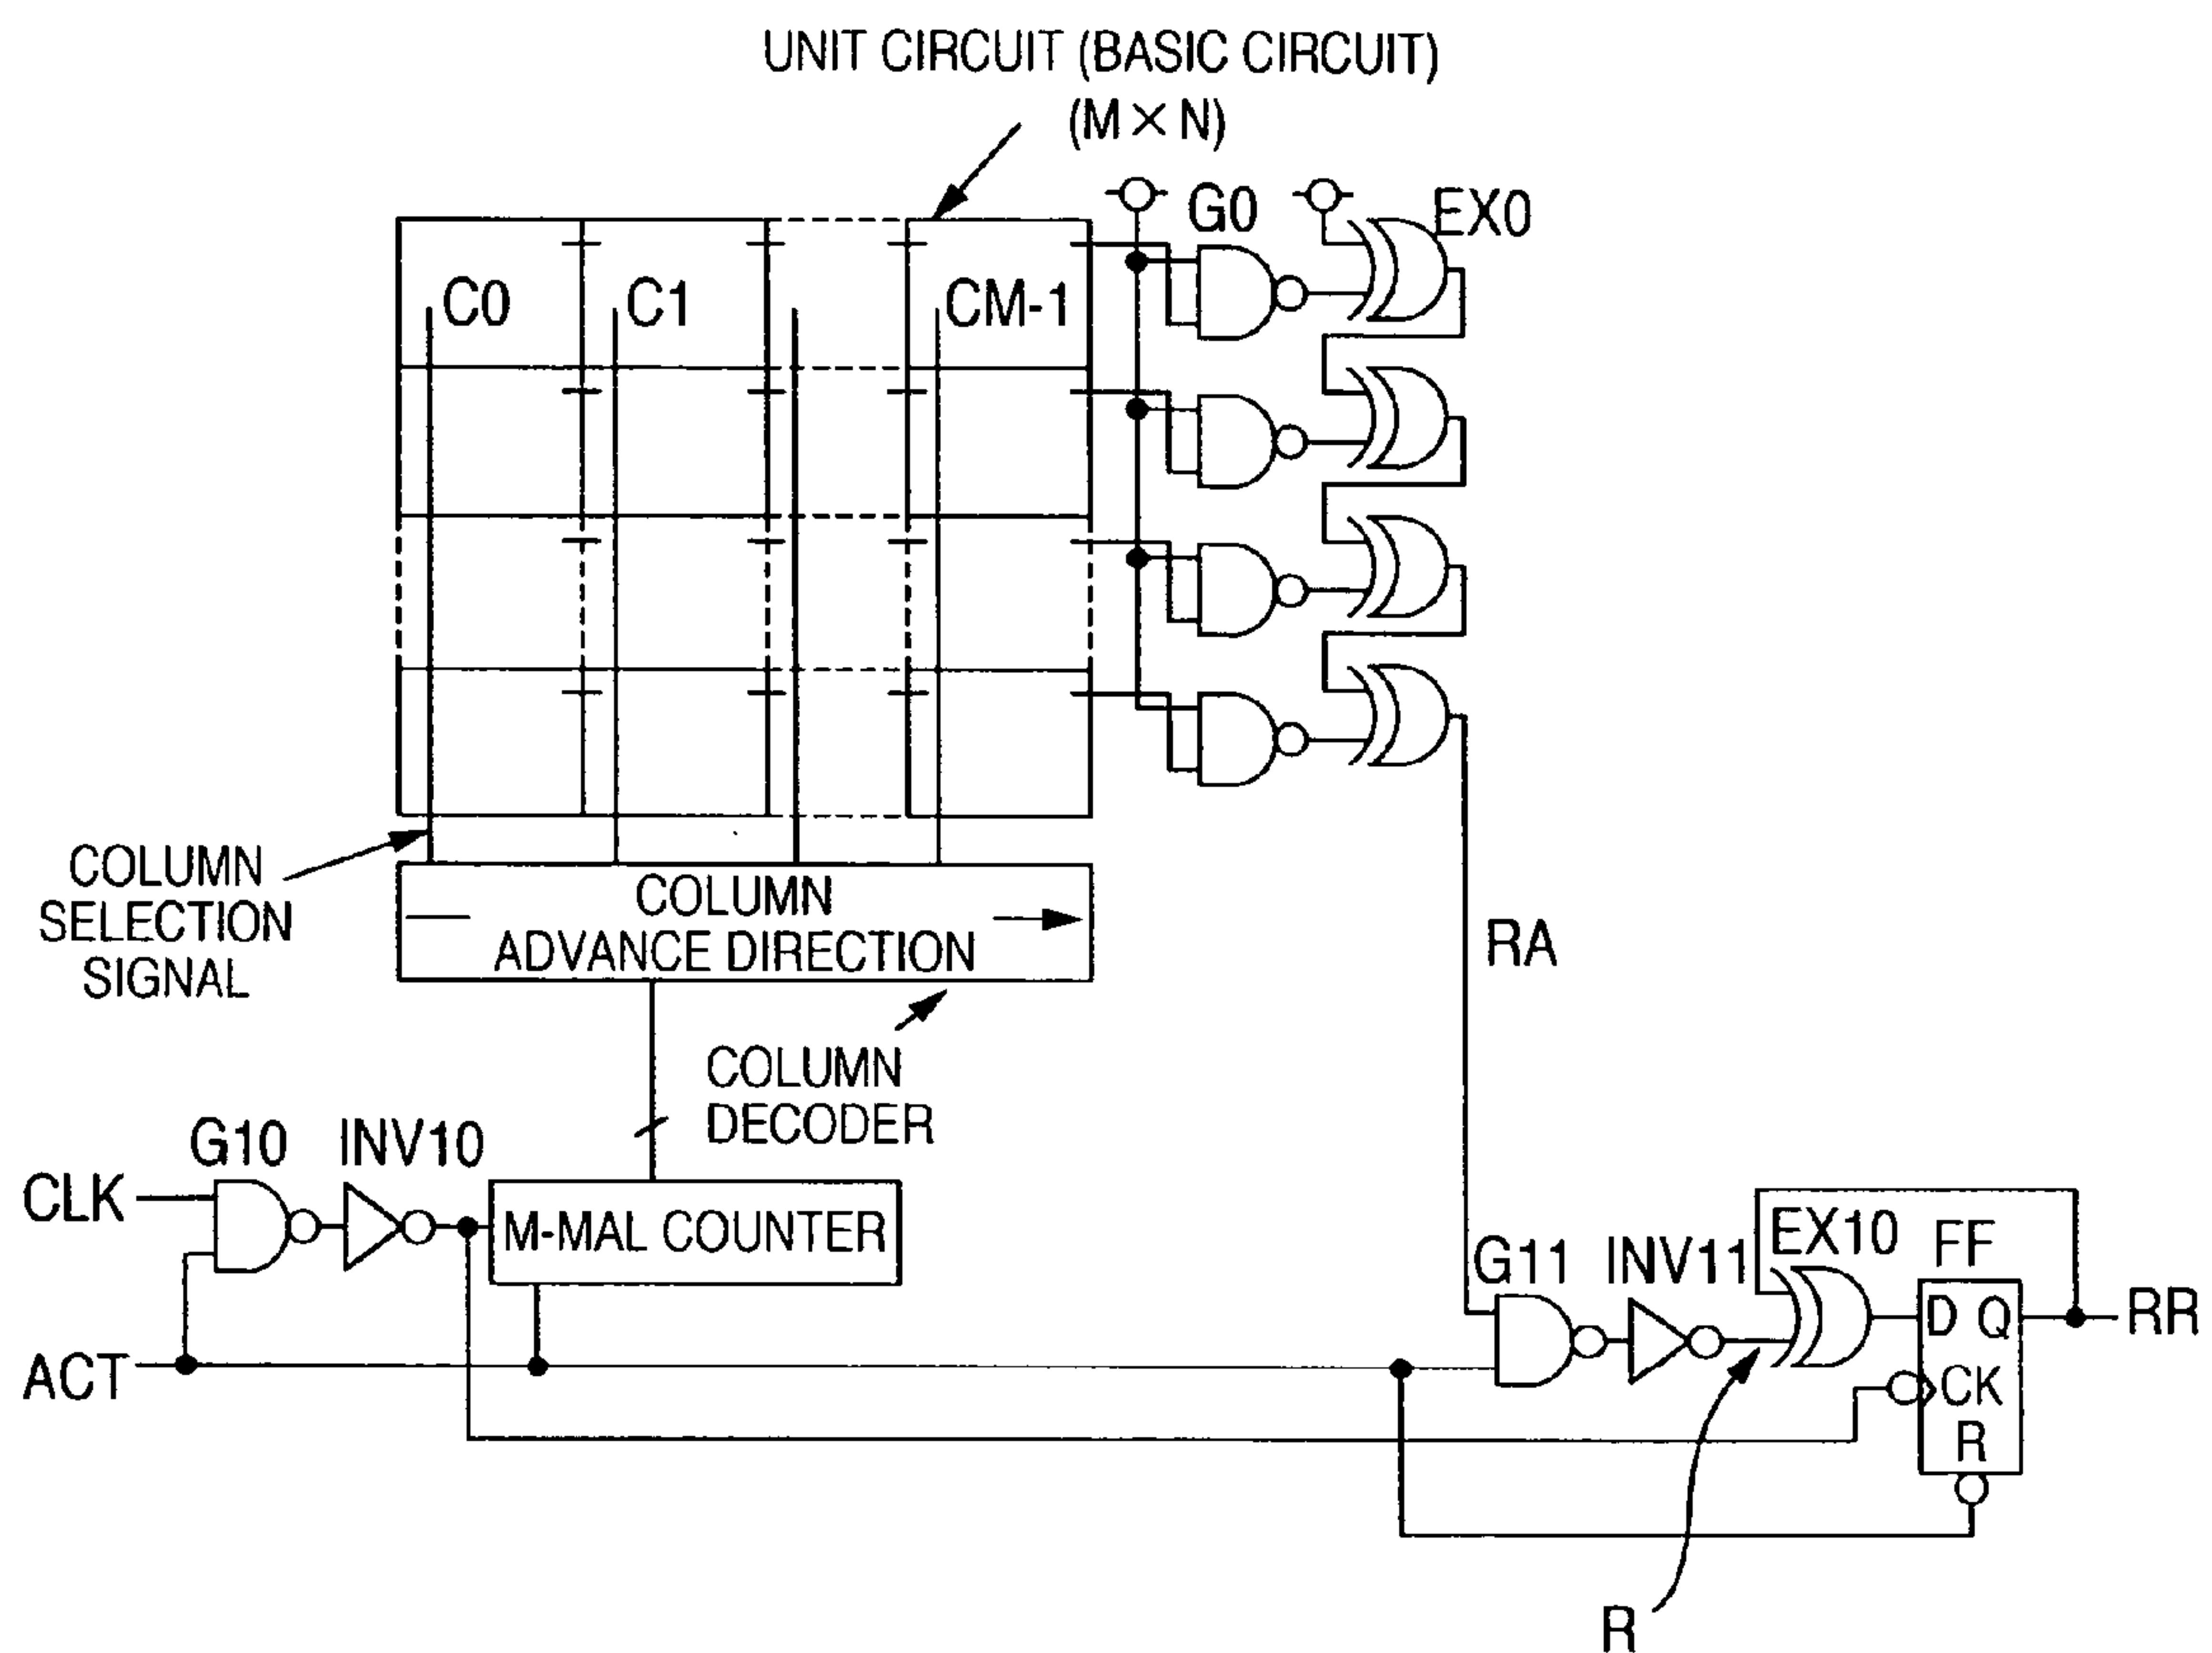 UNIT CIRCUIT (BASIC CIRCUIT)
(M×N)
G0
EX0
C0
C1
CM-1
COLUMN
SELECTION
SIGNAL
COLUMN
ADVANCE DIRECTION
RA
COLUMN
DECODER
G10
INV10
CLK
M-MAL COUNTER
ACT
G11
INV11
EX10
FF
D Q
CK
R
RR
R